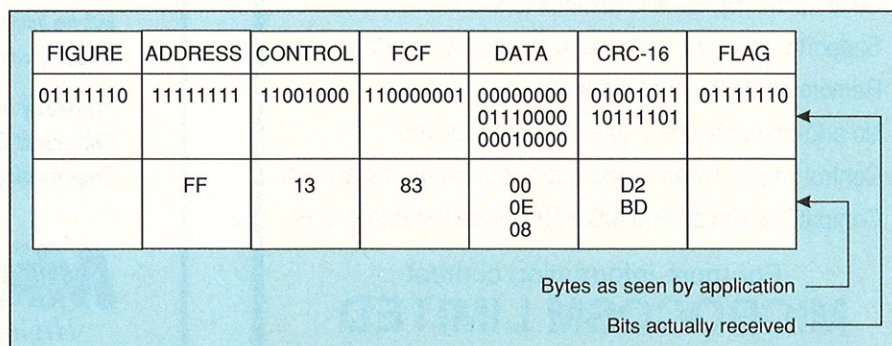 FIGURE ADDRESS CONTROL FCF DATA CRC-16 FLAG
01111110 11111111 11001000 110000001 00000000 01001011 01111110
01110000 10111101
00010000
FF 13 83 00 D2
0E BD
08
Bytes as seen by application
Bits actually received